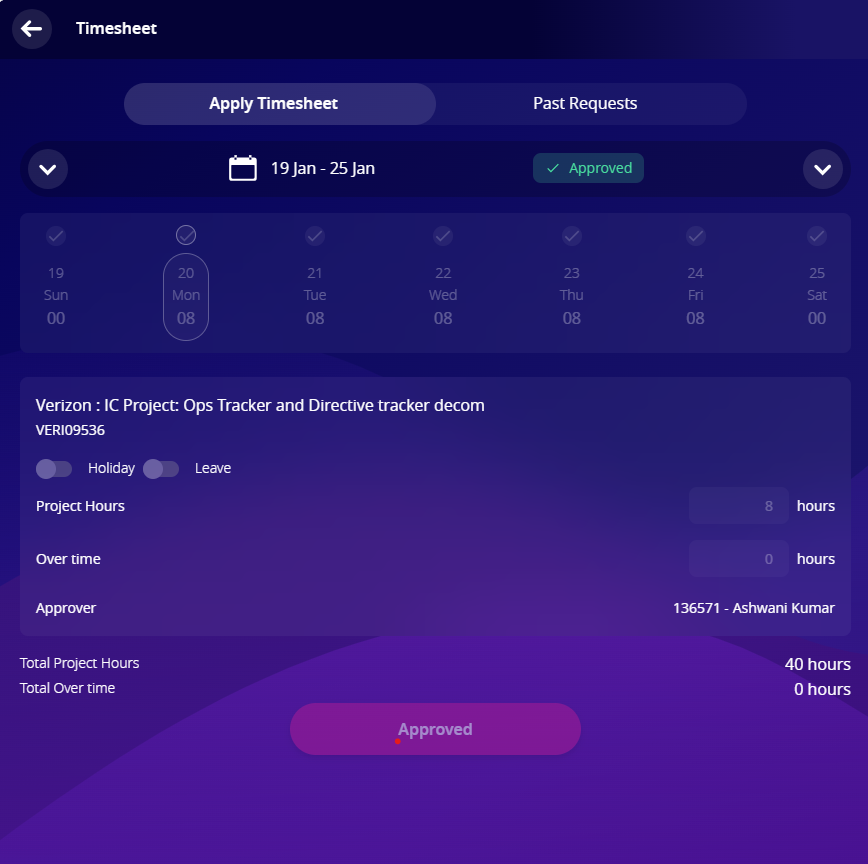 Timesheet
Apply Timesheet Past Requests
19 Jan - 25 Jan Approved
19 20 21 22 23 24 25
Sun Mon Tue Wed Thu Fri Sat
00 08 08 08 08 08 00
Verizon : IC Project: Ops Tracker and Directive tracker decom
VERI09536
Holiday Leave
Project Hours 8 hours
Over time 0 hours
Approver 136571 - Ashwani Kumar
Total Project Hours 40 hours
Total Over time 0 hours
Approved